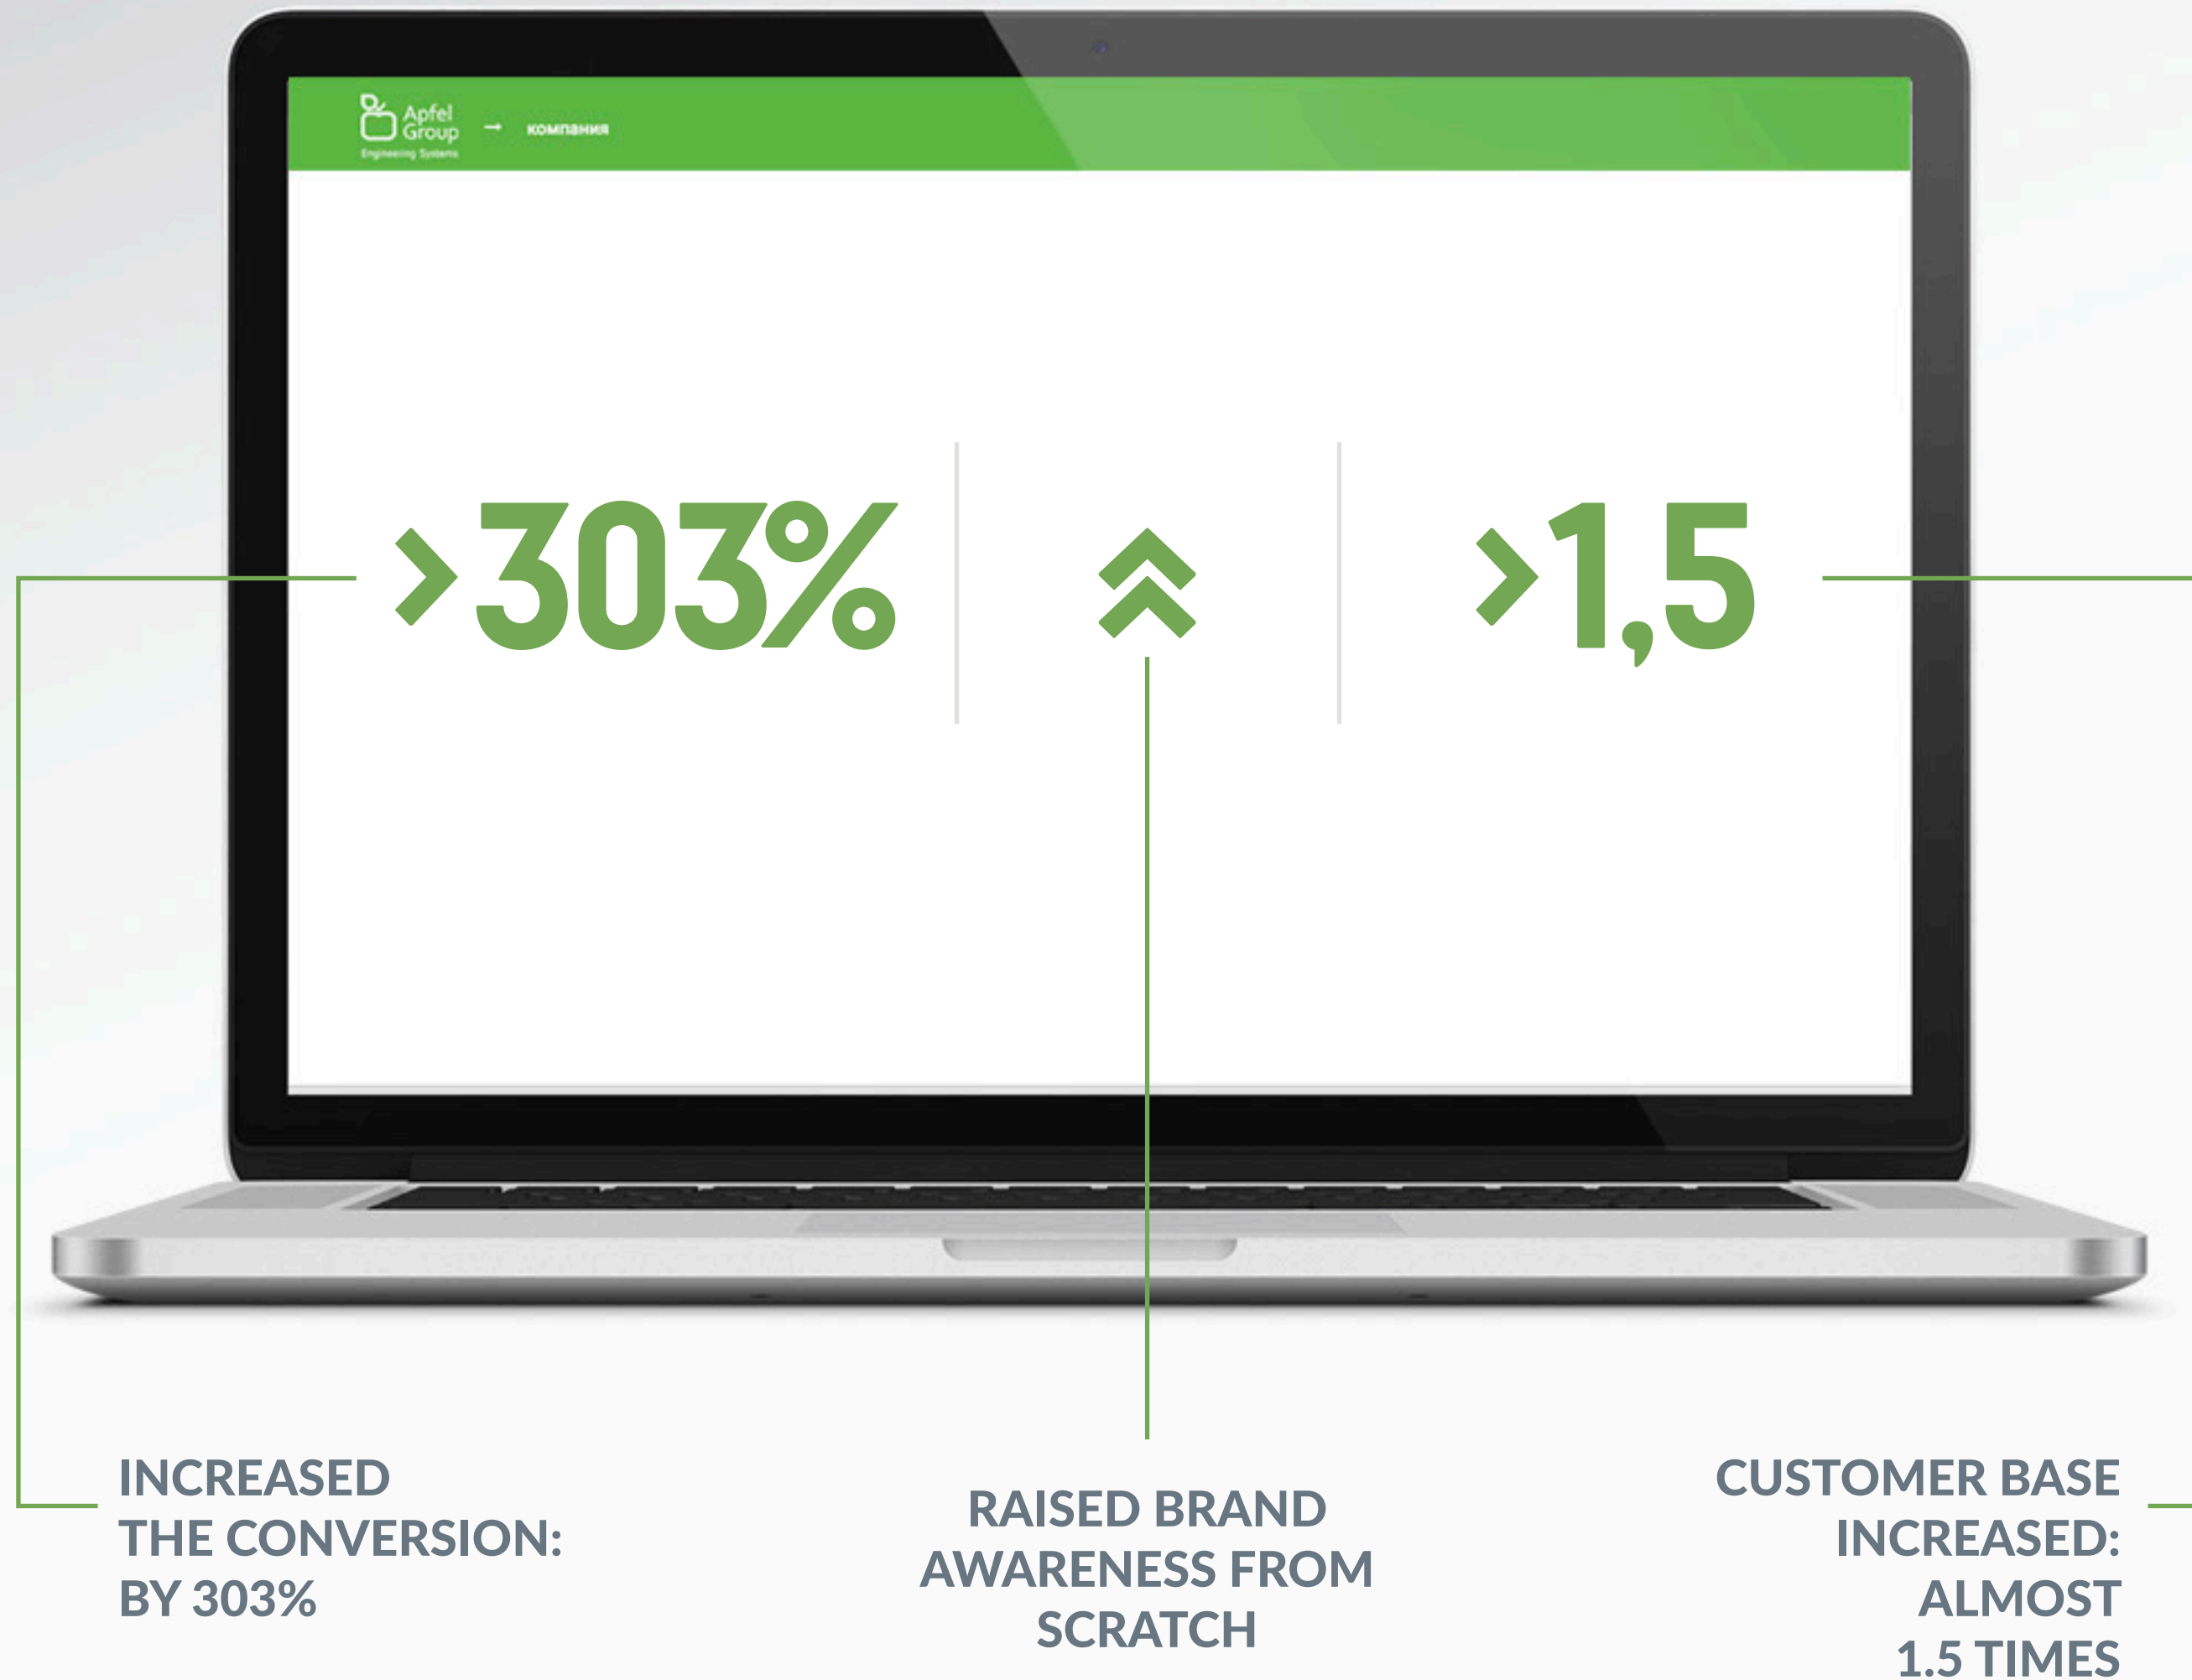 Apfel
Group
Engineering Systems
→ компания
>303%
>1,5
INCREASED
THE CONVERSION:
BY 303%
RAISED BRAND
AWARENESS FROM
SCRATCH
CUSTOMER BASE
INCREASED:
ALMOST
1.5 TIMES